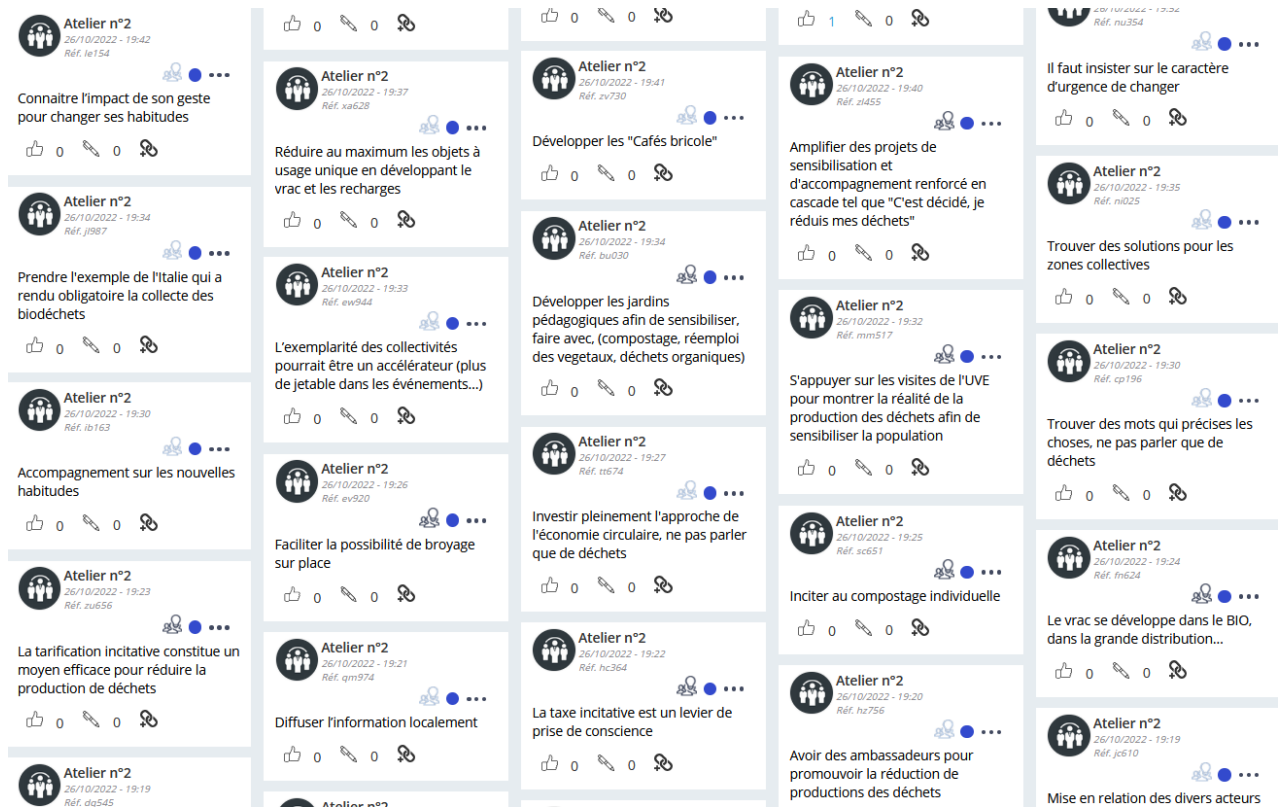 Atelier n°2
26/10/2022 - 19:42
Réf. le154
Connaitre l'impact de son geste
pour changer ses habitudes
0 0
Atelier n°2
26/10/2022 - 19:34
Réf. jl987
Prendre l'exemple de l'Italie qui a
rendu obligatoire la collecte des
biodéchets
0 0
Atelier n°2
26/10/2022 - 19:30
Réf. ib163
Accompagnement sur les nouvelles
habitudes
0 0
Atelier n°2
26/10/2022 - 19:23
Réf. zu656
La tarification incitative constitue un
moyen efficace pour réduire la
production de déchets
0 0
Atelier n°2
26/10/2022 - 19:19
Réf. dq545
0 0
Atelier n°2
26/10/2022 - 19:37
Réf. xa628
Réduire au maximum les objets à
usage unique en développant le
vrac et les recharges
0 0
Atelier n°2
26/10/2022 - 19:33
Réf. ew944
L'exemplarité des collectivités
pourrait être un accélérateur (plus
de jetable dans les événements...)
0 0
Atelier n°2
26/10/2022 - 19:26
Réf. ev920
Faciliter la possibilité de broyage
sur place
0 0
Atelier n°2
26/10/2022 - 19:21
Réf. qm974
Diffuser l'information localement
0 0
Atelier n°2
0 0
Atelier n°2
26/10/2022 - 19:41
Réf. zv730
Développer les "Cafés bricole"
0 0
Atelier n°2
26/10/2022 - 19:34
Réf. bu030
Développer les jardins
pédagogiques afin de sensibiliser,
faire avec, (compostage, réemploi
des vegetaux, déchets organiques)
0 0
Atelier n°2
26/10/2022 - 19:27
Réf. tt674
Investir pleinement l'approche de
l'économie circulaire, ne pas parler
que de déchets
0 0
Atelier n°2
26/10/2022 - 19:22
Réf. hc364
La taxe incitative est un levier de
prise de conscience
0 0
1 0
Atelier n°2
26/10/2022 - 19:40
Réf. zl455
Amplifier des projets de
sensibilisation et
d'accompagnement renforcé en
cascade tel que "C'est décidé, je
réduis mes déchets"
0 0
Atelier n°2
26/10/2022 - 19:32
Réf. mm517
S'appuyer sur les visites de l'UVE
pour montrer la réalité de la
production des déchets afin de
sensibiliser la population
0 0
Atelier n°2
26/10/2022 - 19:25
Réf. sc651
Inciter au compostage individuelle
0 0
Atelier n°2
26/10/2022 - 19:20
Réf. hz756
Avoir des ambassadeurs pour
promouvoir la réduction de
productions des déchets
26/10/2022 - 19:32
Réf. nu354
Il faut insister sur le caractère
d'urgence de changer
0 0
Atelier n°2
26/10/2022 - 19:35
Réf. ni025
Trouver des solutions pour les
zones collectives
0 0
Atelier n°2
26/10/2022 - 19:30
Réf. cp196
Trouver des mots qui précises les
choses, ne pas parler que de
déchets
0 0
Atelier n°2
26/10/2022 - 19:24
Réf. fn624
Le vrac se développe dans le BIO,
dans la grande distribution...
0 0
Atelier n°2
26/10/2022 - 19:19
Réf. jc610
Mise en relation des divers acteurs